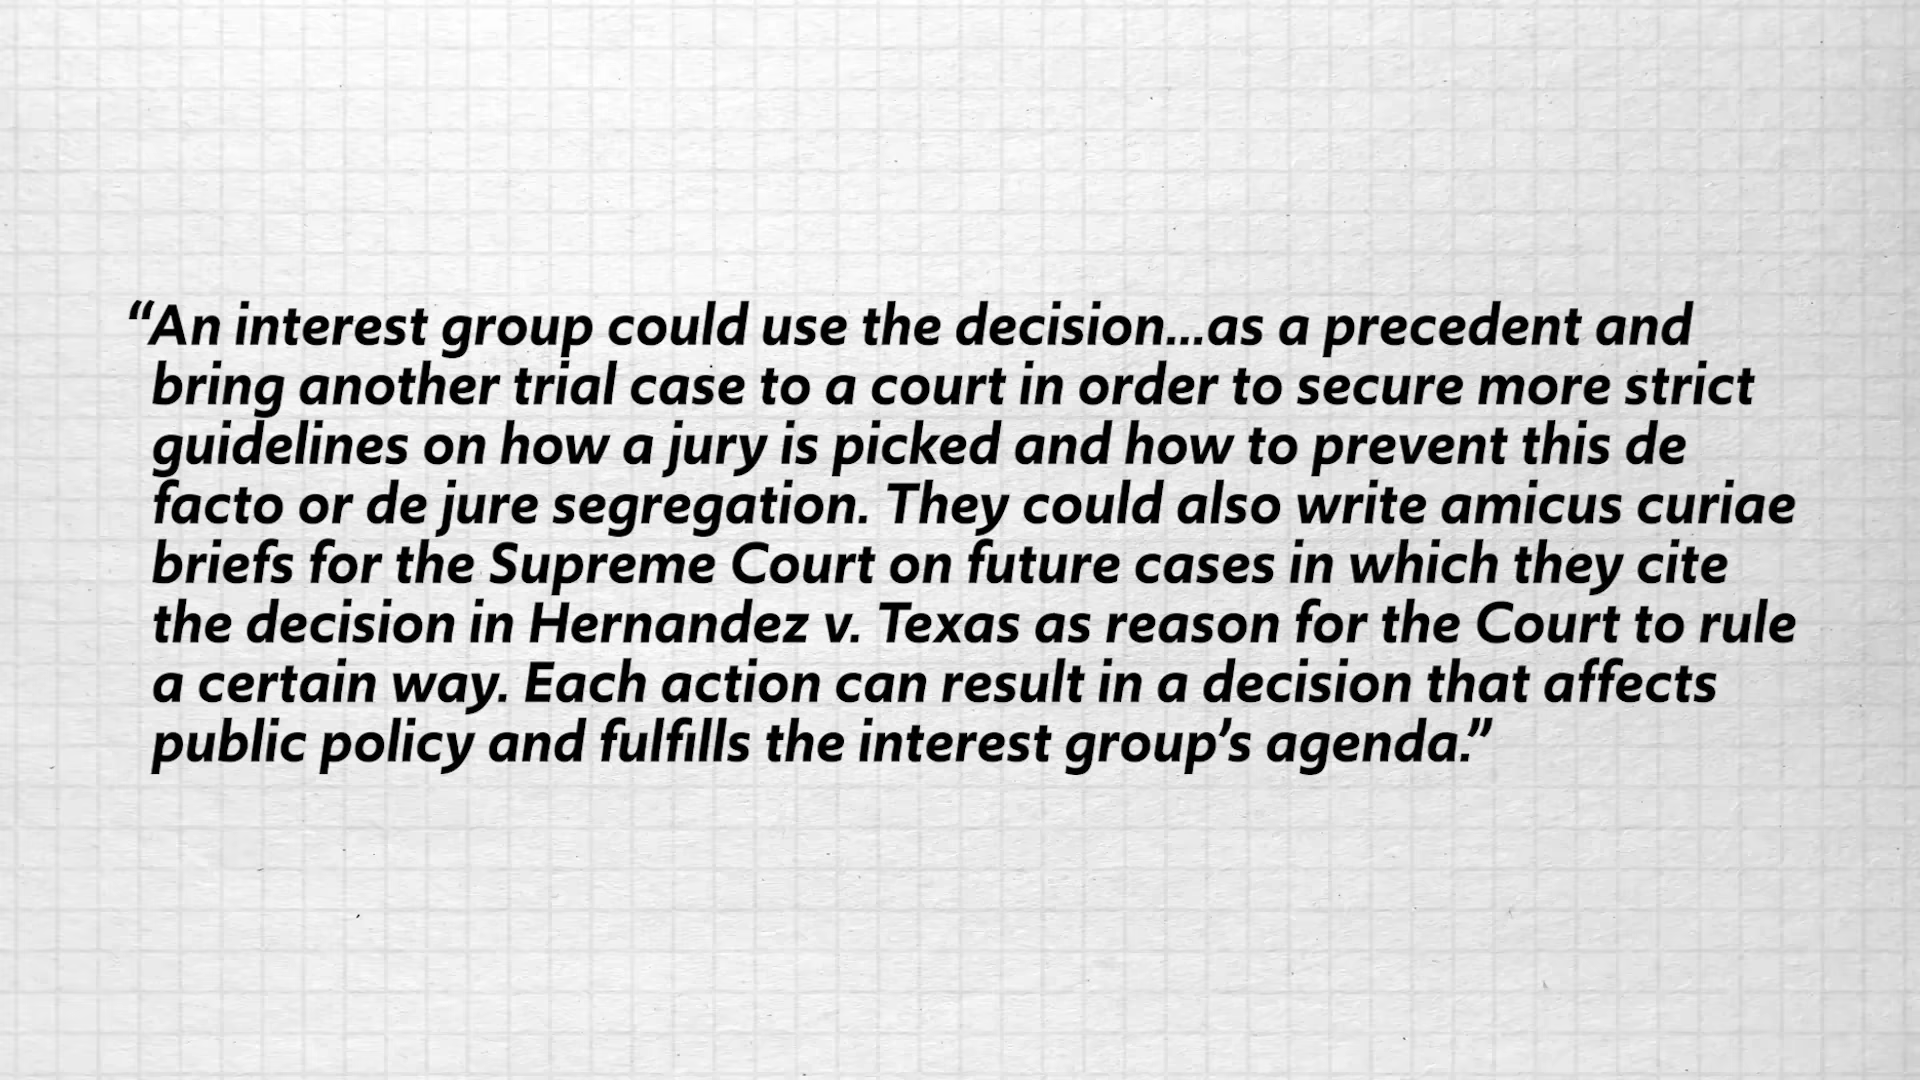 “An interest group could use the decision...as a precedent and
bring another trial case to a court in order to secure more strict
guidelines on how a jury is picked and how to prevent this de
facto or de jure segregation. They could also write amicus curiae
briefs for the Supreme Court on future cases in which they cite
the decision in Hernandez v. Texas as reason for the Court to rule
a certain way. Each action can result in a decision that affects
public policy and fulfills the interest group’s agenda.”